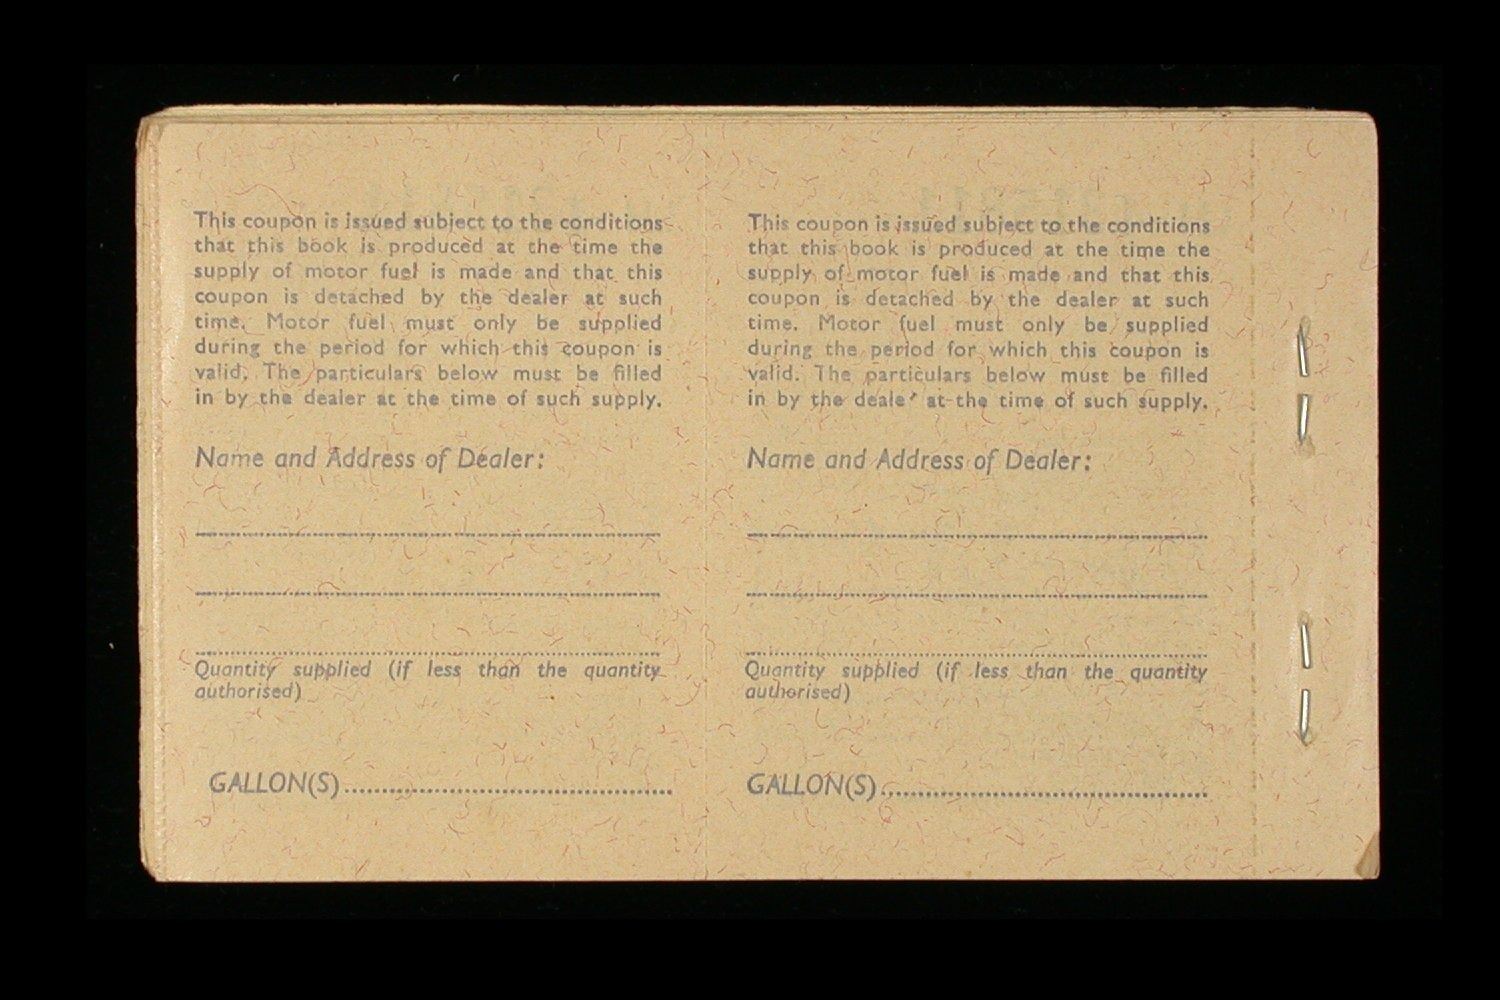 This coupon is issued subject to the conditions
that this book is produced at the time the
supply of motor fuel is made and that this
coupon is detached by the dealer at such
time. Motor fuel must only be supplied
during the period for which this coupon is
valid. The particulars below must be filled
in by the dealer at the time of such supply.
Name and Address of Dealer:
Quantity supplied (if less than the quantity
authorised)
GALLON(S)
This coupon is issued subject to the conditions
that this book is produced at the time the
supply of motor fuel is made and that this
coupon is detached by the dealer at such
time. Motor fuel must only be supplied
during the period for which this coupon is
valid. The particulars below must be filled
in by the dealer at the time of such supply.
Name and Address of Dealer:
Quantity supplied (if less than the quantity
authorised)
GALLON(S)